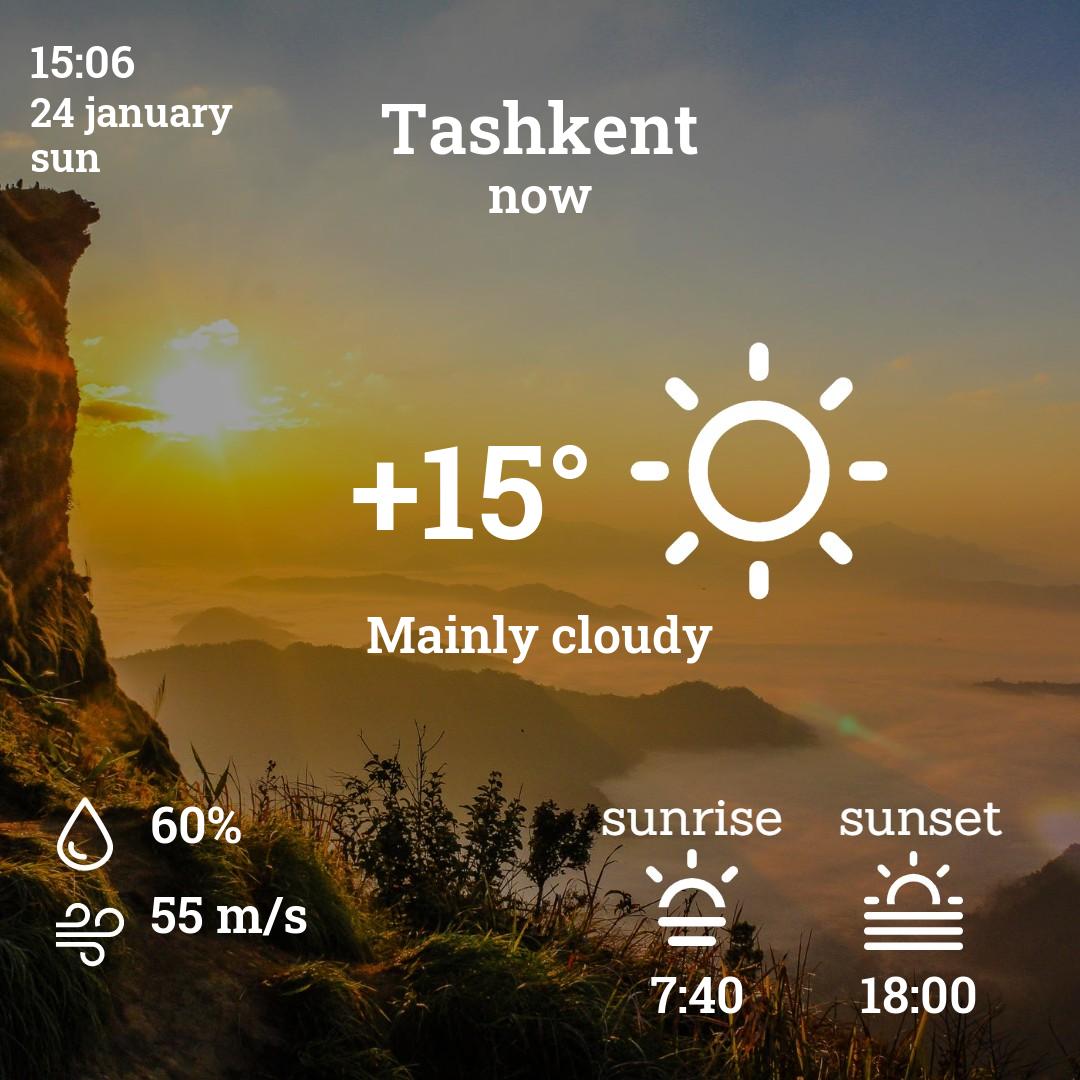 15:06
24 january
sun
Tashkent
now
+15°
Mainly cloudy
60%
55 m/s
sunrise
7:40
sunset
18:00